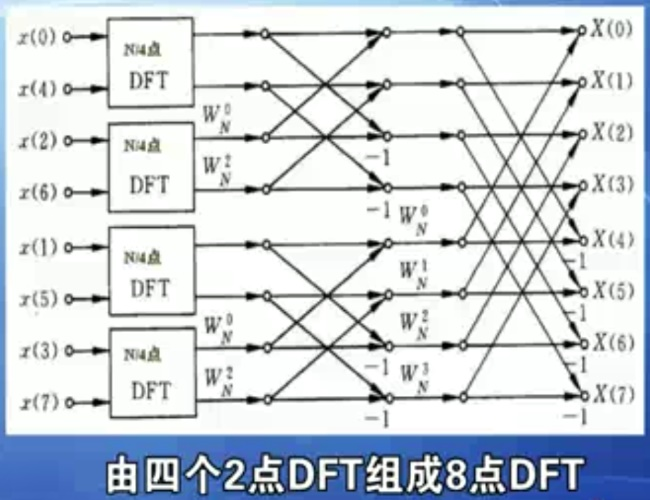 x(0) N/4点 DFT X(0)
x(4) X(1)
x(2) N/4点 DFT W_N^0 -1 X(2)
x(6) W_N^2 -1 X(3)
x(1) N/4点 DFT W_N^0 -1 X(4)
x(5) W_N^1 -1 X(5)
x(3) N/4点 DFT W_N^0 -1 W_N^2 -1 X(6)
x(7) W_N^2 -1 W_N^3 -1 X(7)
由四个2点DFT组成8点DFT